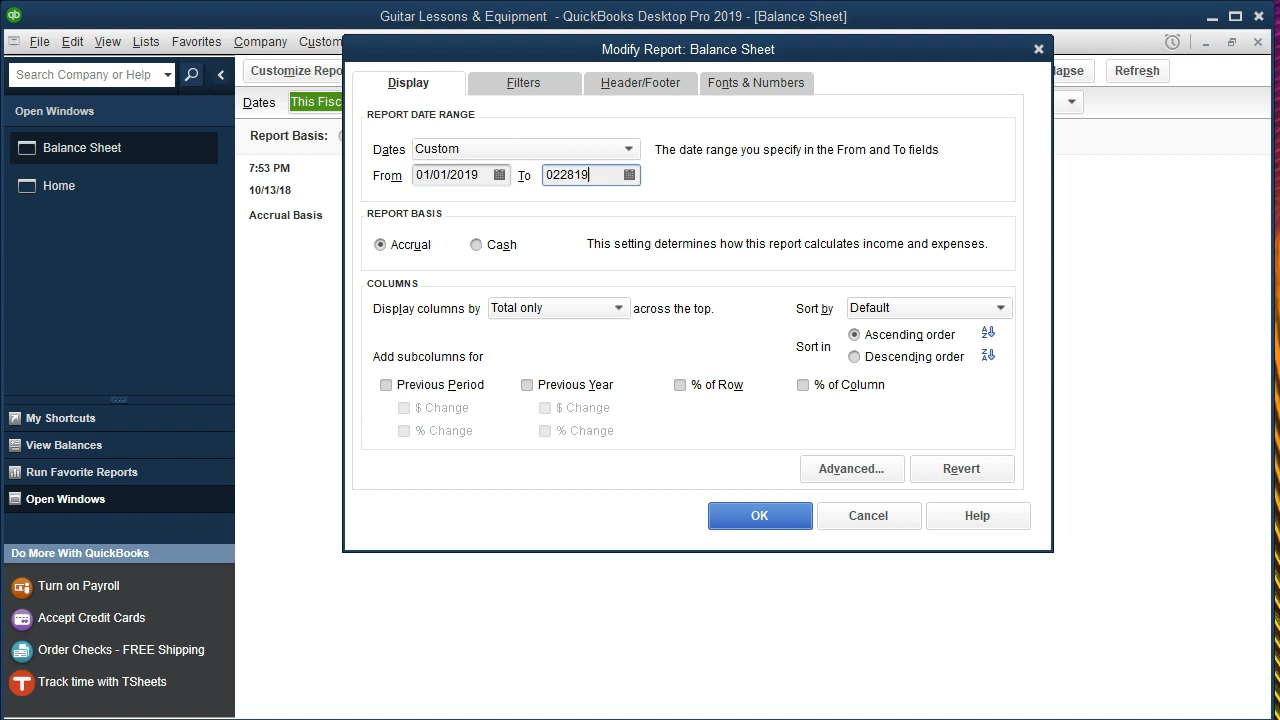 Guitar Lessons & Equipment - QuickBooks Desktop Pro 2019 - [Balance Sheet]
File Edit View Lists Favorites Company Custom
Modify Report: Balance Sheet
Search Company or Help
Customize Repo
lapse
Refresh
Display
Filters
Header/Footer
Fonts & Numbers
Dates
This Fisc
Open Windows
REPORT DATE RANGE
Report Basis:
Balance Sheet
Dates Custom
The date range you specify in the From and To fields
7:53 PM
From 01/01/2019 To 022819
Home
10/13/18
Accrual Basis
REPORT BASIS
Accrual
Cash
This setting determines how this report calculates income and expenses.
COLUMNS
Display columns by Total only across the top.
Sort by Default
Sort in
Ascending order
Descending order
Add subcolumns for
Previous Period
Previous Year
% of Row
% of Column
$ Change
$ Change
% Change
% Change
My Shortcuts
View Balances
Run Favorite Reports
Open Windows
Advanced...
Revert
OK
Cancel
Help
Do More With QuickBooks
Turn on Payroll
Accept Credit Cards
Order Checks - FREE Shipping
Track time with TSheets